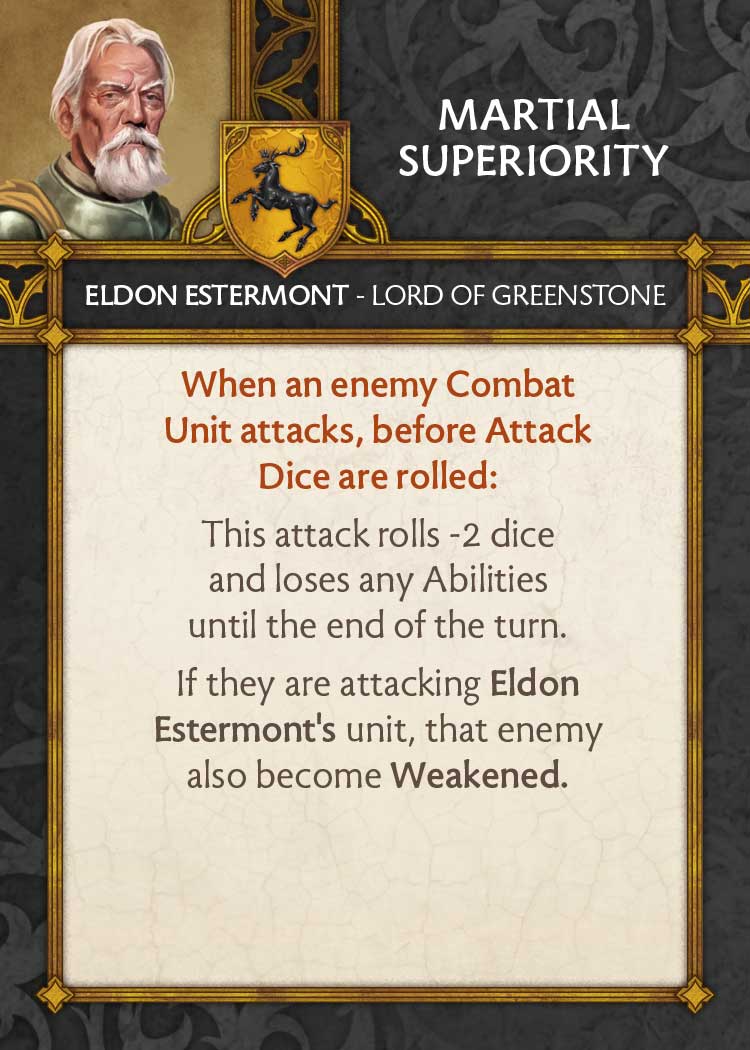 MARTIAL
SUPERIORITY
ELDON ESTERMONT - LORD OF GREENSTONE
When an enemy Combat
Unit attacks, before Attack
Dice are rolled:
This attack rolls -2 dice
and loses any Abilities
until the end of the turn.
If they are attacking Eldon
Estermont's unit, that enemy
also become Weakened.